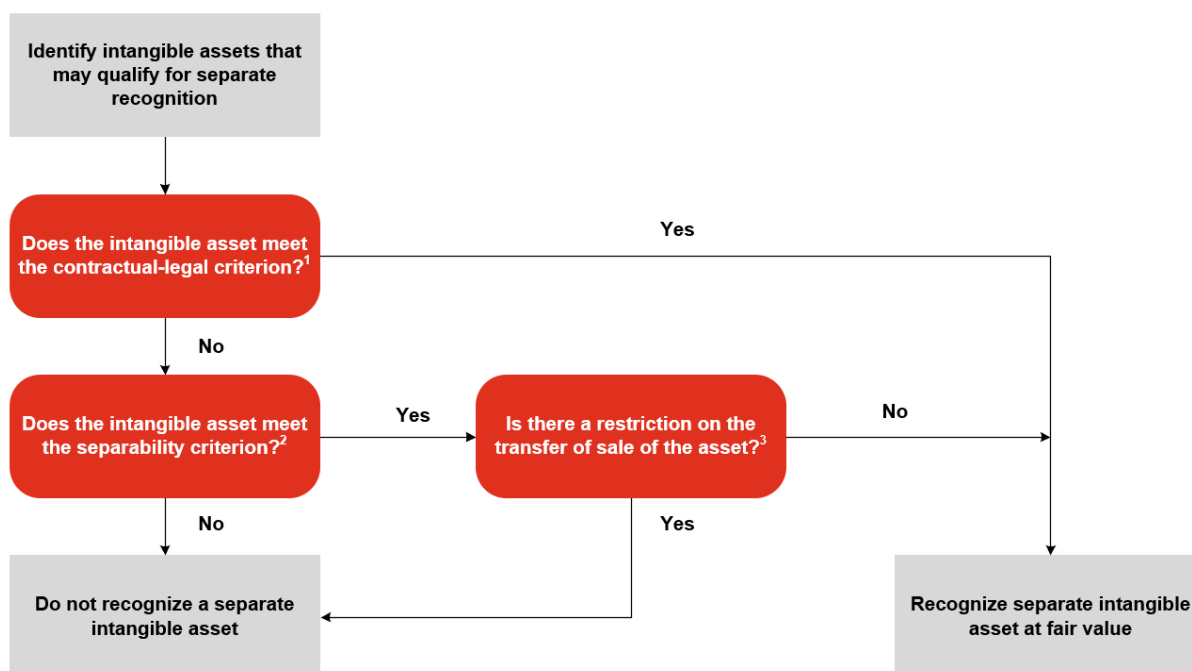 Identify intangible assets that
may qualify for separate
recognition
Does the intangible asset meet
the contractual-legal criterion?¹
Yes
No
Does the intangible asset meet
the separability criterion?²
Yes
Is there a restriction on the
transfer of sale of the asset?³
No
No
Yes
Do not recognize a separate
intangible asset
Recognize separate intangible
asset at fair value